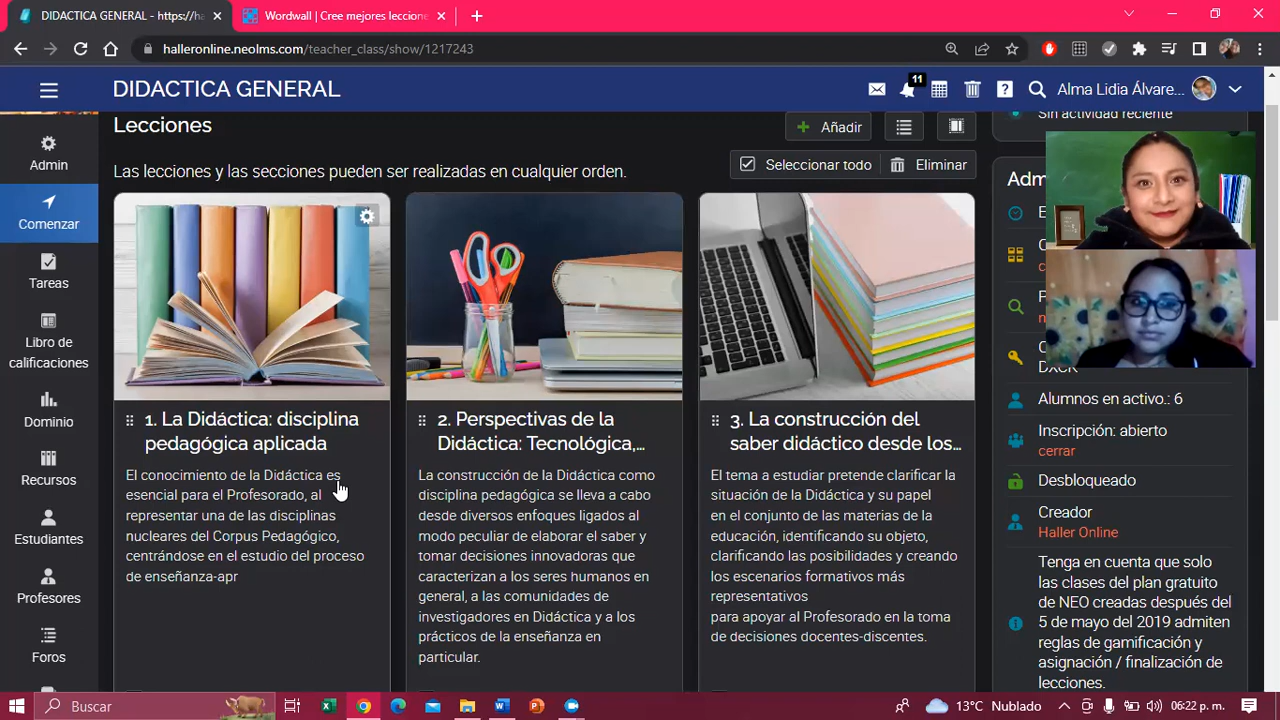 DIDACTICA GENERAL - https://ha
Wordwall | Cree mejores leccione
halleronline.neolms.com/teacher_class/show/1217243
DIDACTICA GENERAL
11
Alma Lidia Álvare...
Admin
Comenzar
Tareas
Libro de
calificaciones
Dominio
Recursos
Estudiantes
Profesores
Foros
Lecciones
Añadir
Las lecciones y las secciones pueden ser realizadas en cualquier orden.
Seleccionar todo
Eliminar
1. La Didáctica: disciplina
pedagógica aplicada
El conocimiento de la Didáctica es
esencial para el Profesorado, al
representar una de las disciplinas
nucleares del Corpus Pedagógico,
centrándose en el estudio del proceso
de enseñanza-apr
2. Perspectivas de la
Didáctica: Tecnológica,...
La construcción de la Didáctica como
disciplina pedagógica se lleva a cabo
desde diversos enfoques ligados al
modo peculiar de elaborar el saber y
tomar decisiones innovadoras que
caracterizan a los seres humanos en
general, a las comunidades de
investigadores en Didáctica y a los
prácticos de la enseñanza en
particular.
3. La construcción del
saber didáctico desde los...
El tema a estudiar pretende clarificar la
situación de la Didáctica y su papel
en el conjunto de las materias de la
educación, identificando su objeto,
clarificando las posibilidades y creando
los escenarios formativos más
representativos
para apoyar al Profesorado en la toma
de decisiones docentes-discentes.
Sin actividad reciente
Adm
Alumnos en activo.: 6
Inscripción: abierto
cerrar
Desbloqueado
Creador
Haller Online
Tenga en cuenta que solo
las clases del plan gratuito
de NEO creadas después del
5 de mayo del 2019 admiten
reglas de gamificación y
asignación / finalización de
lecciones.
Buscar
13°C Nublado
06:22 p. m.